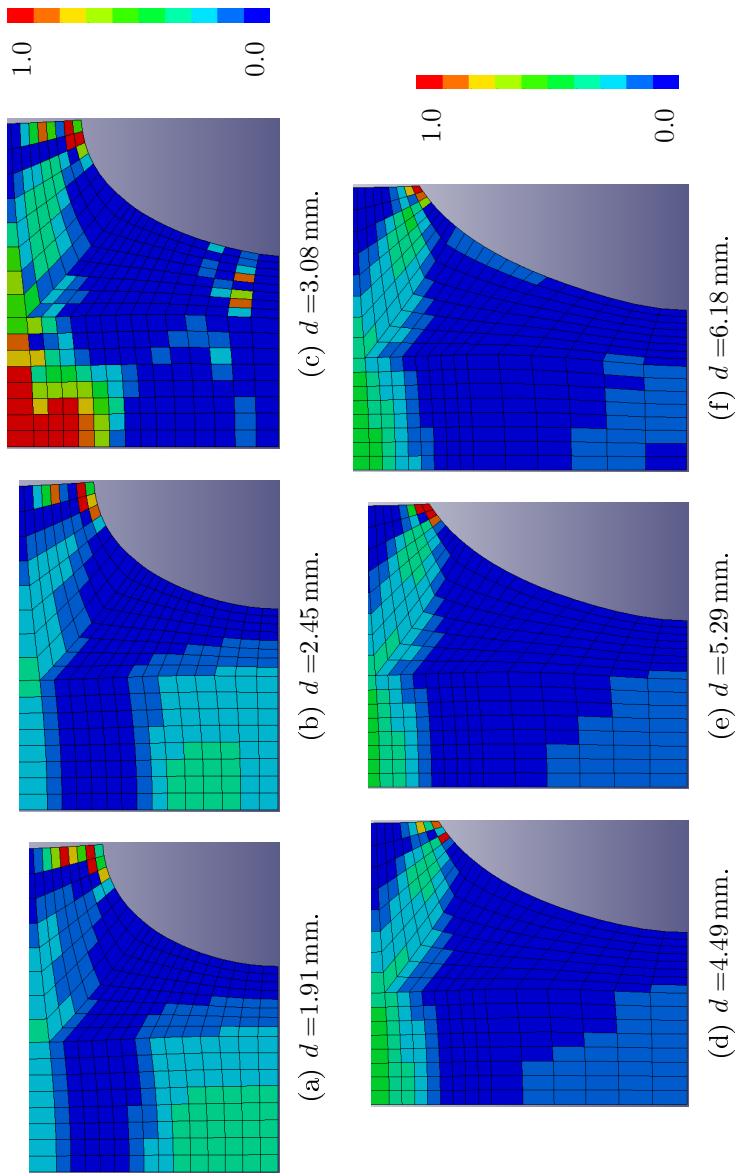 (a) d =1.91 mm.
(b) d =2.45 mm.
(c) d =3.08 mm.
0.0
1.0
(d) d =4.49 mm.
(e) d =5.29 mm.
(f) d =6.18 mm.
0.0
1.0